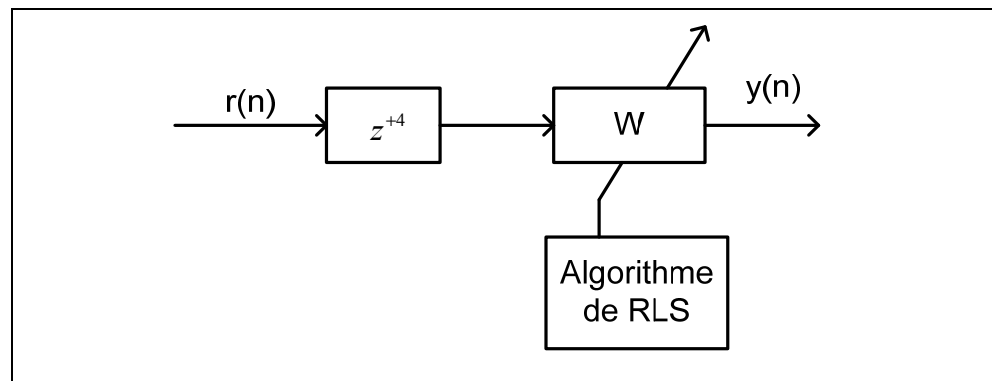 r(n)
z⁺⁴
W
y(n)
Algorithme
de RLS